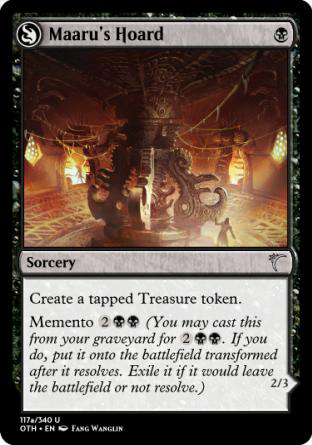 Maaru's Hoard
Sorcery
Create a tapped Treasure token.
Memento 2 (You may cast this
from your graveyard for 2. If you
do, put it onto the battlefield transformed
after it resolves. Exile it if it would leave
the battlefield or not resolve.)
2/3
117a/340 U
OTH • EN Fang Wanglin